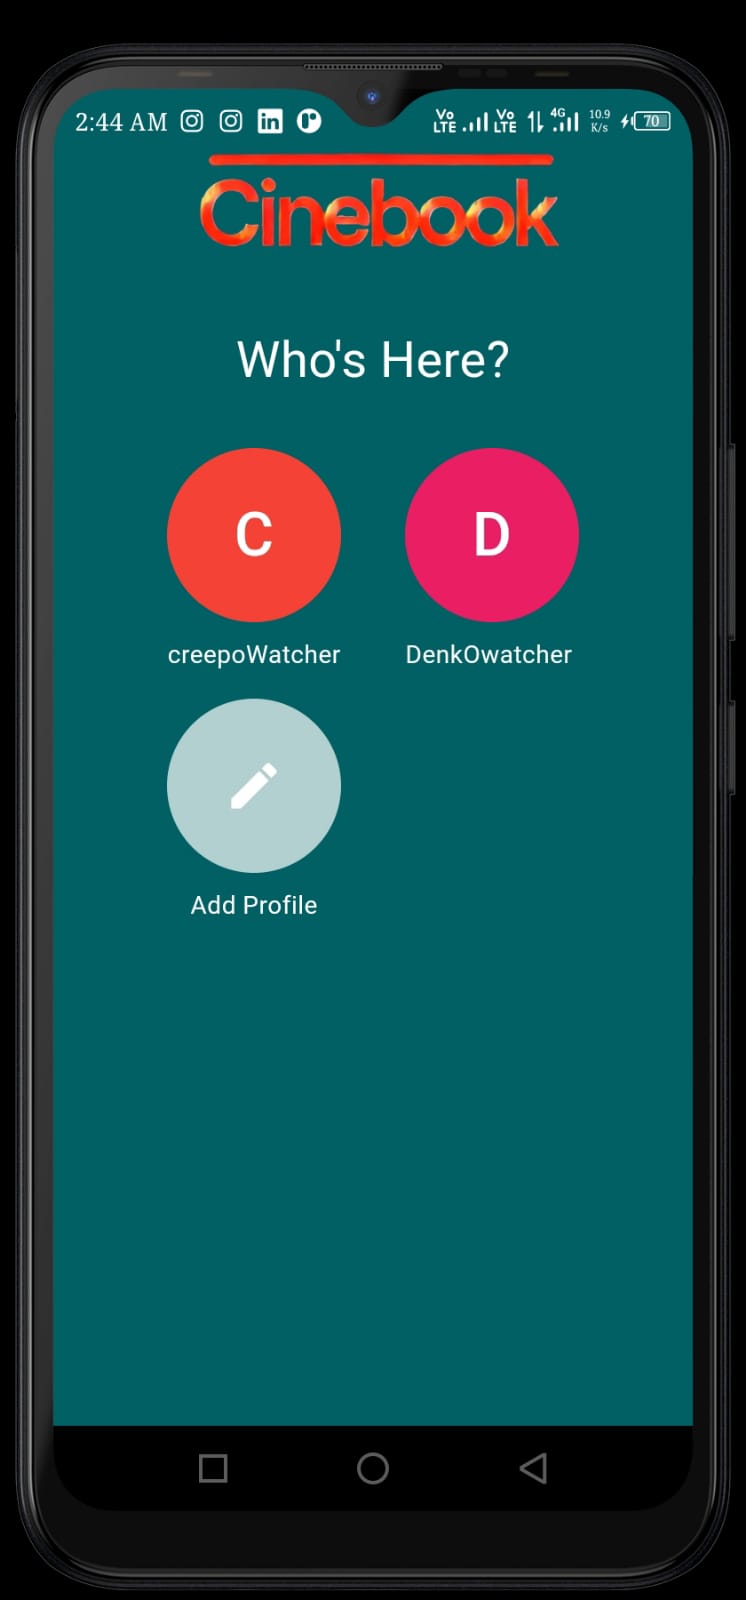 2:44 AM Vo LTE Vo LTE 4G 10.9 K/s 70
Cinebook
Who's Here?
C D
creepoWatcher DenkOwatcher
Add Profile